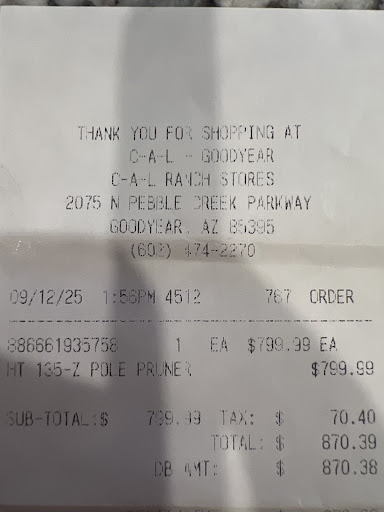 THANK YOU FOR SHOPPING AT
C-A-L - GOODYEAR
C-A-L RANCH STORES
2075 N PEBBLE CREEK PARKWAY
GOODYEAR, AZ 85395
(602) 474-2270
09/12/25 1:56PM 4512 767 ORDER
886661935758 1 EA $799.99 EA
HT 135-Z POLE PRUNER $799.99
SUB-TOTAL:$ 799.99 TAX: $ 70.40
TOTAL: $ 870.39
DB AMT: $ 870.38